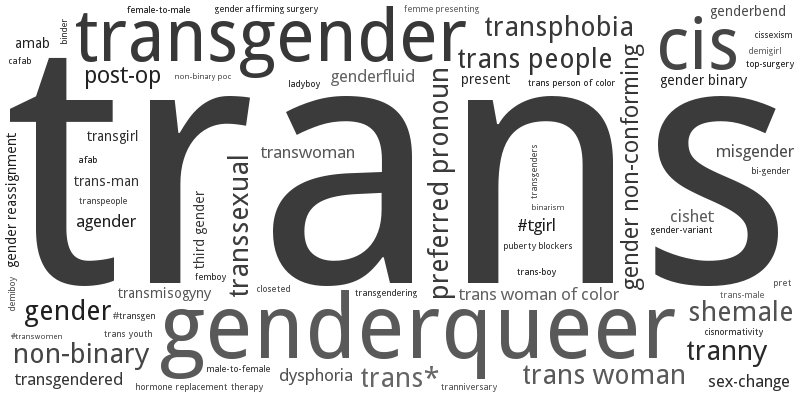 female-to-male
gender affirming surgery
femme presenting
genderbend
amab
binder
transgender
transphobia
cis
cissexism
cafab
trans people
demigirl
top-surgery
post-op
non-binary poc
ladyboy
genderfluid
present
trans person of color
gender binary
trans
gender reassignment
transgirl
afab
trans-man
transpeople
agender
third gender
femboy
transsexual
transwoman
preferred pronoun
transgenders
binarism
#tgirl
puberty blockers
trans-boy
gender non-conforming
misgender
bi-gender
cishet
gender-variant
demiboy
transmisogyny
closeted
transgendering
trans woman of color
pret
trans-male
gender
#transgen
genderqueer
shemale
#transwomen
trans youth
cisnormativity
non-binary
tranny
transgendered
male-to-female
hormone replacement therapy
dysphoria
trans*
tranniversary
trans woman
sex-change